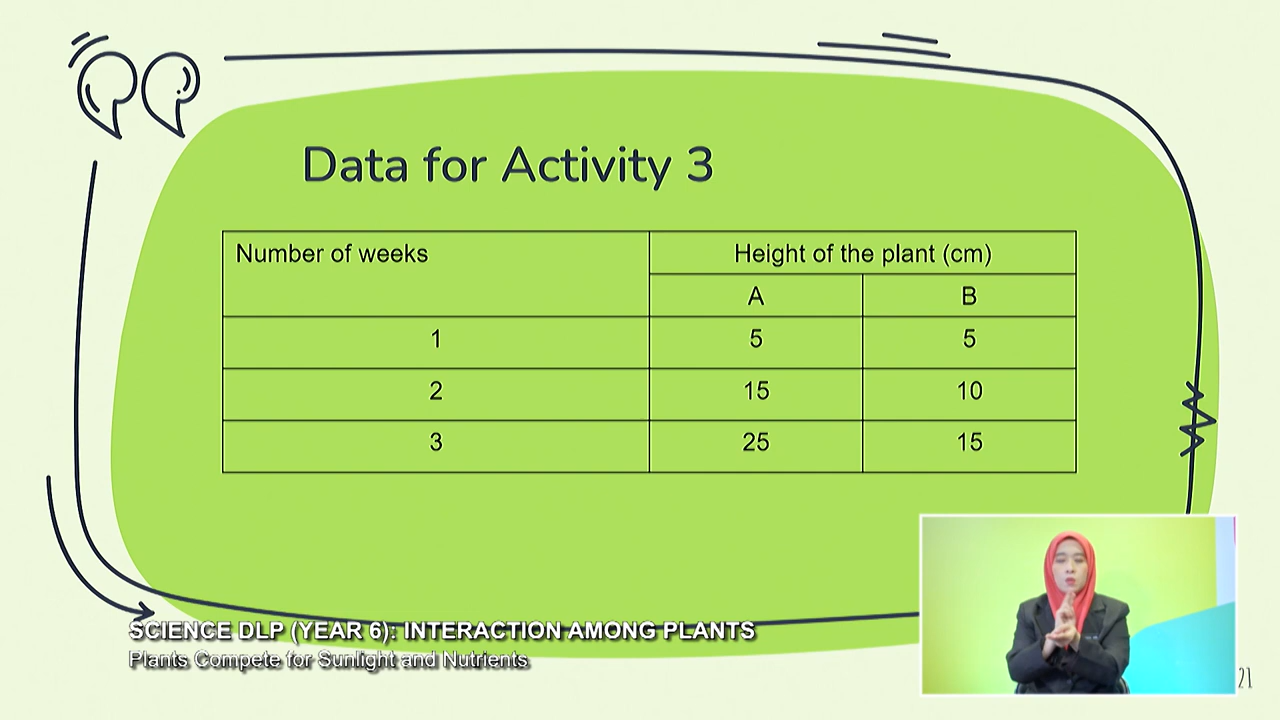 Data for Activity 3
Number of weeks Height of the plant (cm)
A B
1 5 5
2 15 10
3 25 15
SCIENCE DLP (YEAR 6): INTERACTION AMONG PLANTS
Plants Compete for Sunlight and Nutrients
21